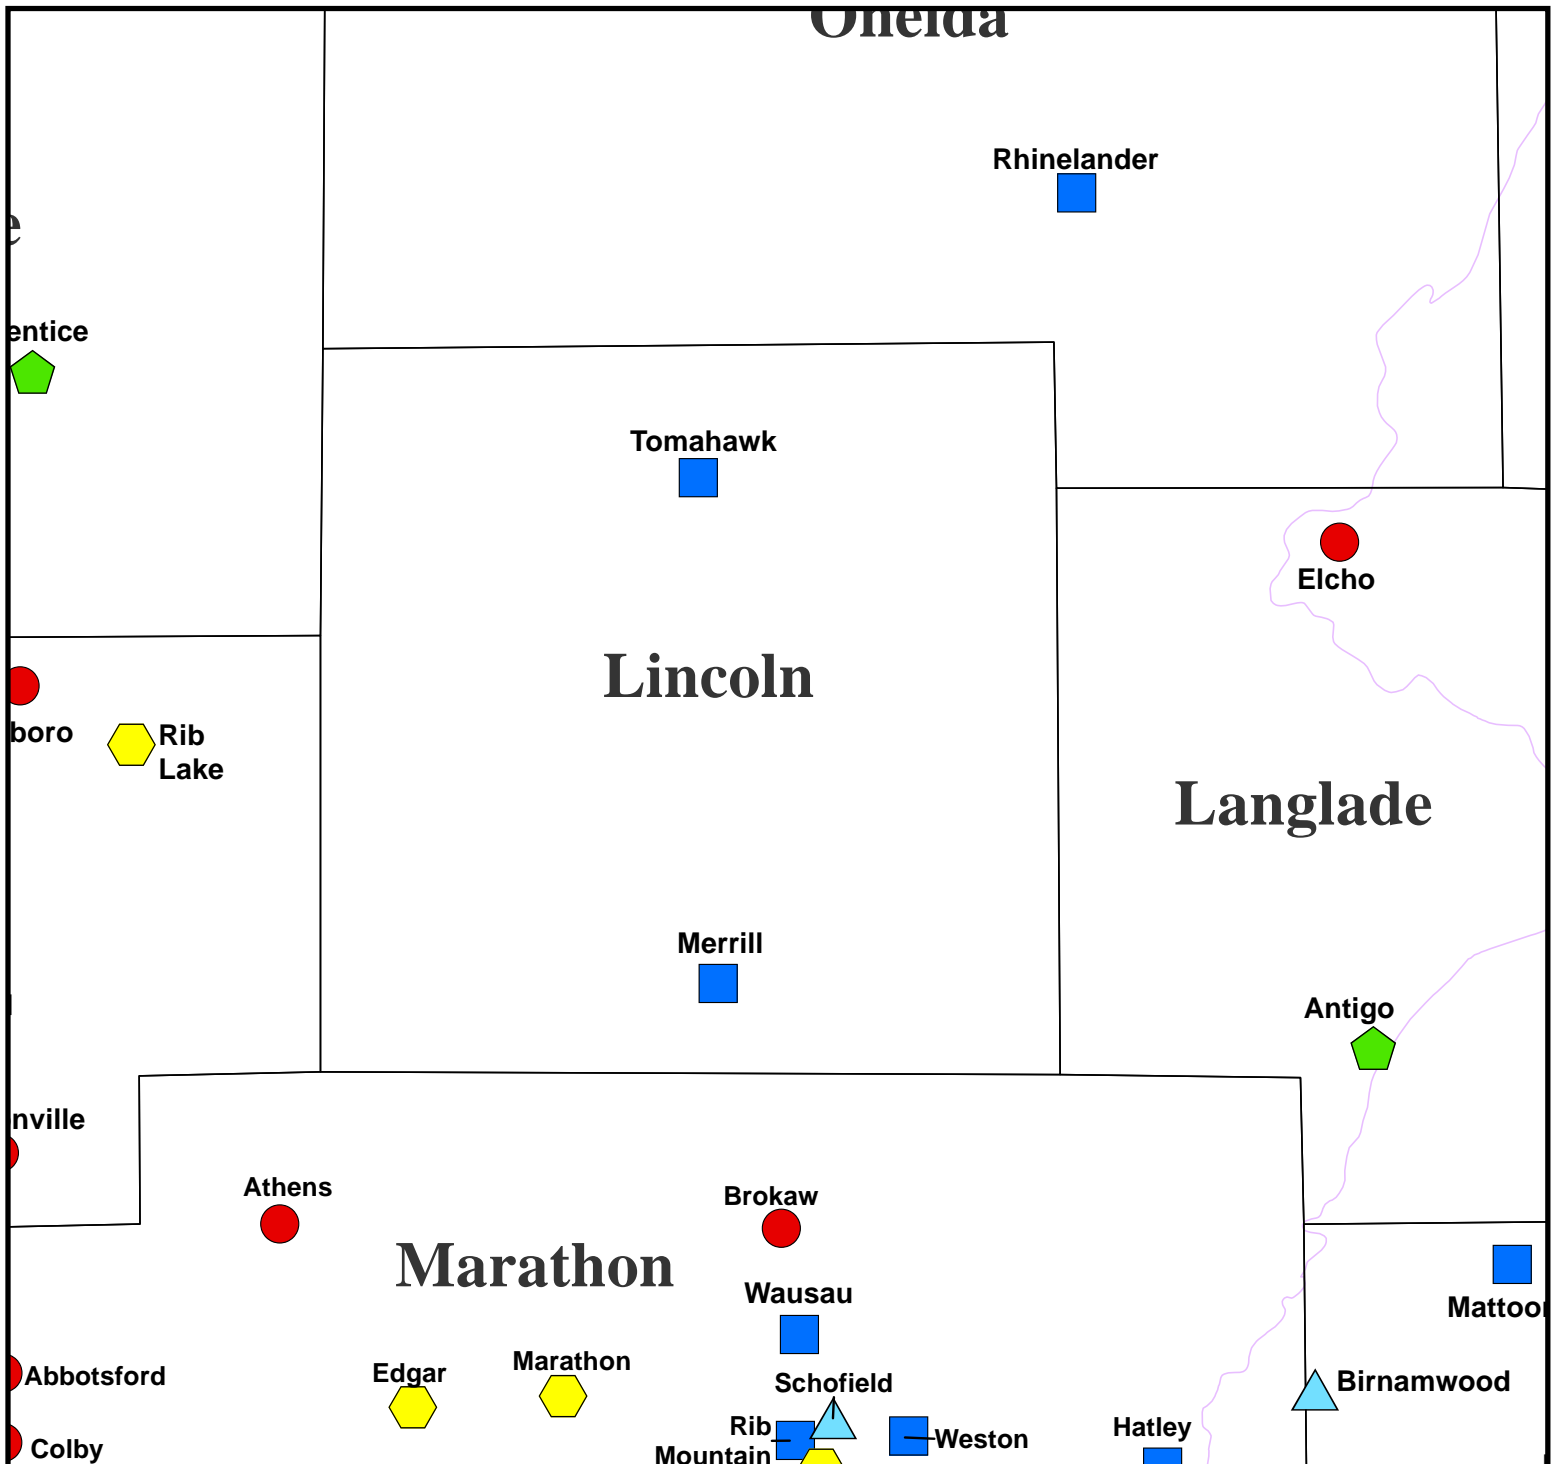 Oneida
Rhinelander
e
entice
Tomahawk
Elcho
Lincoln
boro
Rib
Lake
Langlade
Merrill
Antigo
nville
Athens
Brokaw
Marathon
Wausau
Mattoon
Abbotsford
Edgar
Marathon
Schofield
Birnamwood
Rib
Mountain
Weston
Hatley
Colby